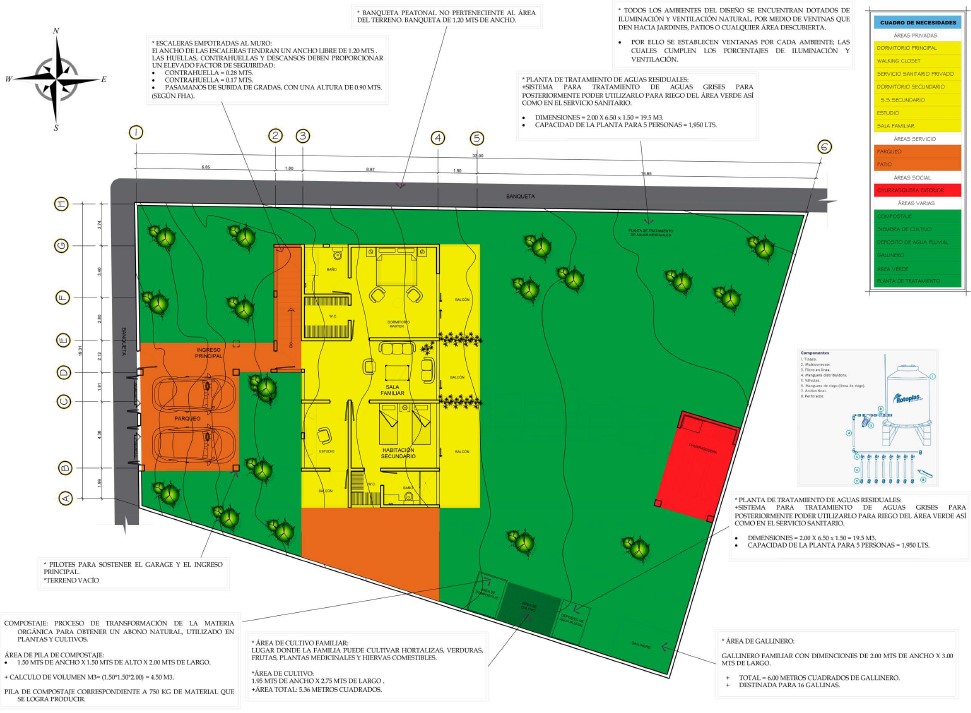 * BANQUETA PEATONAL NO PERTENECIENTE AL ÁREA
DEL TERRENO. BANQUETA DE 1.20 MTS DE ANCHO.
* TODOS LOS AMBIENTES DEL DISEÑO SE ENCUENTRAN DOTADOS DE
ILUMINACIÓN Y VENTILACIÓN NATURAL, POR MEDIO DE VENTNAS QUE
DEN HACIA JARDINES, PATIOS O CUALQUIER ÁREA DESCUBIERTA.
• POR ELLO SE ESTABLECEN VENTANAS POR CADA AMBIENTE; LAS
CUALES CUMPLEN LOS PORCENTAJES DE ILUMINACIÓN Y
VENTILACIÓN.
CUADRO DE NECESIDADES
ÁREAS PRIVADAS
DORMITORIO PRINCIPAL
WALKING CLOSET
SERVICIO SANITARIO PRIVADO
DORMITORIO SECUNDARIO
S.S SECUNDARIO
ESTUDIO
SALA FAMILIAR
ÁREAS SERVICIO
PARQUEO
PATIO
ÁREAS SOCIAL
CHURRASQUERA EXTERIOR
ÁREAS VARIAS
COMPOSTAJE
DEPÓSITO DE AGUA PLUVIAL
GALLINERO
ÁREA VERDE
PLANTA DE TRATAMIENTO
N
W
E
S
* ESCALERAS EMPOTRADAS AL MURO:
EL ANCHO DE LAS ESCALERAS TENDRAN UN ANCHO LIBRE DE 1.20 MTS .
LAS HUELLAS, CONTRAHUELLAS Y DESCANSOS DEBEN PROPORCIONAR
UN ELEVADO FACTOR DE SEGUIRIDAD:
• CONTRAHUELLA = 0.28 MTS.
• CONTRAHUELLA = 0.17 MTS.
• PASAMANOS DE SUBIDA DE GRADAS, CON UNA ALTURA DE 0.90 MTS.
(SEGÚN FHA).
* PLANTA DE TRATAMIENTO DE AGUAS RESIDUALES:
+SISTEMA PARA TRATAMIENTO DE AGUAS GRISES PARA
POSTERIORMENTE PODER UTILIZARLO PARA RIEGO DEL ÁREA VERDE ASÍ
COMO EN EL SERVICIO SANITARIO.
• DIMENSIONES = 2.00 X 6.50 x 1.50 = 19.5 M3.
• CAPACIDAD DE LA PLANTA PARA 5 PERSONAS = 1,950 LTS.
1
2
3
4
5
6
BANQUETA
H
G
F
E
D
C
B
A
BANQUETA
PLANTA DE TRATAMIENTO
DE AGUAS RESIDUALES
BAÑO
W.C.
DORMITORIO
BALCÓN
INGRESO
PRINCIPAL
SALA
FAMILIAR
BALCÓN
PARQUEO
ESTUDIO
HABITACIÓN
SECUNDARIO
BALCÓN
BALCÓN
W.C.
BAÑO
GALLINERO
Componentes
Rotoplas
* PILOTES PARA SOSTENER EL GARAGE Y EL INGRESO
PRINCIPAL.
*TERRENO VACÍO
* PLANTA DE TRATAMIENTO DE AGUAS RESIDUALES:
+SISTEMA PARA TRATAMIENTO DE AGUAS GRISES PARA
POSTERIORMENTE PODER UTILIZARLO PARA RIEGO DEL ÁREA VERDE ASÍ
COMO EN EL SERVICIO SANITARIO.
• DIMENSIONES = 2.00 X 6.50 x 1.50 = 19.5 M3.
• CAPACIDAD DE LA PLANTA PARA 5 PERSONAS = 1,950 LTS.
COMPOSTAJE: PROCESO DE TRANSFORMACIÓN DE LA MATERIA
ORGÁNICA PARA OBTENER UN ABONO NATURAL, UTILIZADO EN
PLANTAS Y CULTIVOS.
ÁREA DE PILA DE COMPOSTAJE:
• 1.50 MTS DE ANCHO X 1.50 MTS DE ALTO X 2.00 MTS DE LARGO.
+ CALCULO DE VOLUMEN M3= (1.50*1.50*2.00) = 4.50 M3.
PILA DE COMPOSTAJE CORRESPONDIENTE A 750 KG DE MATERIAL QUE
SE LOGRA PRODUCIR.
* ÁREA DE CULTIVO FAMILIAR:
LUGAR DONDE LA FAMILIA PUEDE CULTIVAR HORTALIZAS, VERDURAS,
FRUTAS, PLANTAS MEDICINALES Y HIERVAS COMESTIBLES.
*ÁREA DE CULTIVO:
1.95 MTS DE ANCHO X 2.75 MTS DE LARGO .
+ÁREA TOTAL: 5.36 METROS CUADRADOS.
* ÁREA DE GALLINERO:
GALLINERO FAMILIAR CON DIMENCIONES DE 2.00 MTS DE ANCHO X 3.00
MTS DE LARGO.
+ TOTAL = 6.00 METROS CUADRADOS DE GALLINERO.
+ DESTINADA PARA 16 GALLINAS.